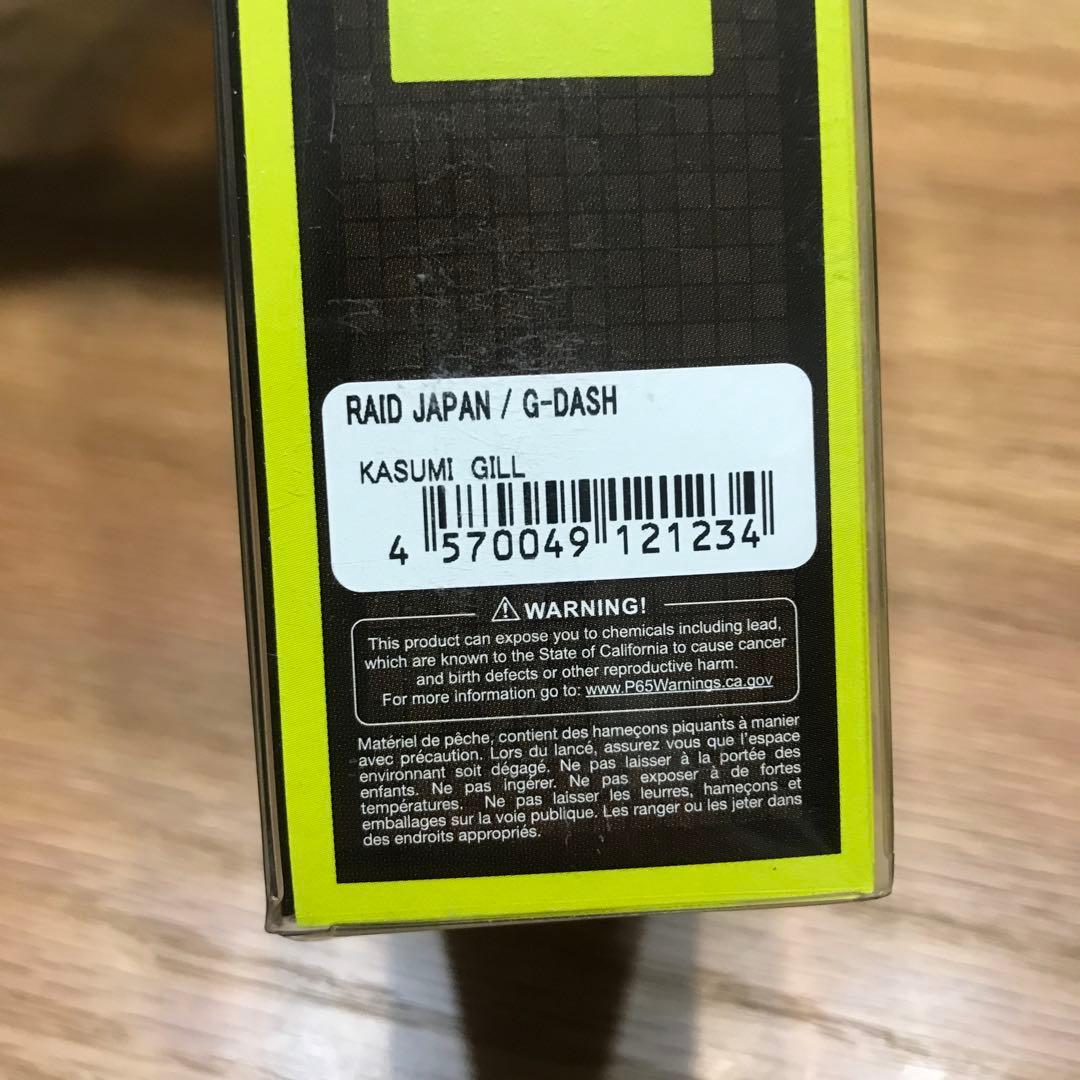 RAID JAPAN / G-DASH
KASUMI GILL
4 570049 121234
⚠ WARNING!
This product can expose you to chemicals including lead,
which are known to the State of California to cause cancer
and birth defects or other reproductive harm.
For more information go to: www.P65Warnings.ca.gov
Matériel de pêche, contient des hameçons piquants à manier
avec précaution. Lors du lancé, assurez vous que l'espace
environnant soit dégagé. Ne pas laisser à la portée des
enfants. Ne pas ingérer. Ne pas exposer à de fortes
températures. Ne pas laisser les leurres, hameçons et
emballages sur la voie publique. Les ranger ou les jeter dans
des endroits appropriés.